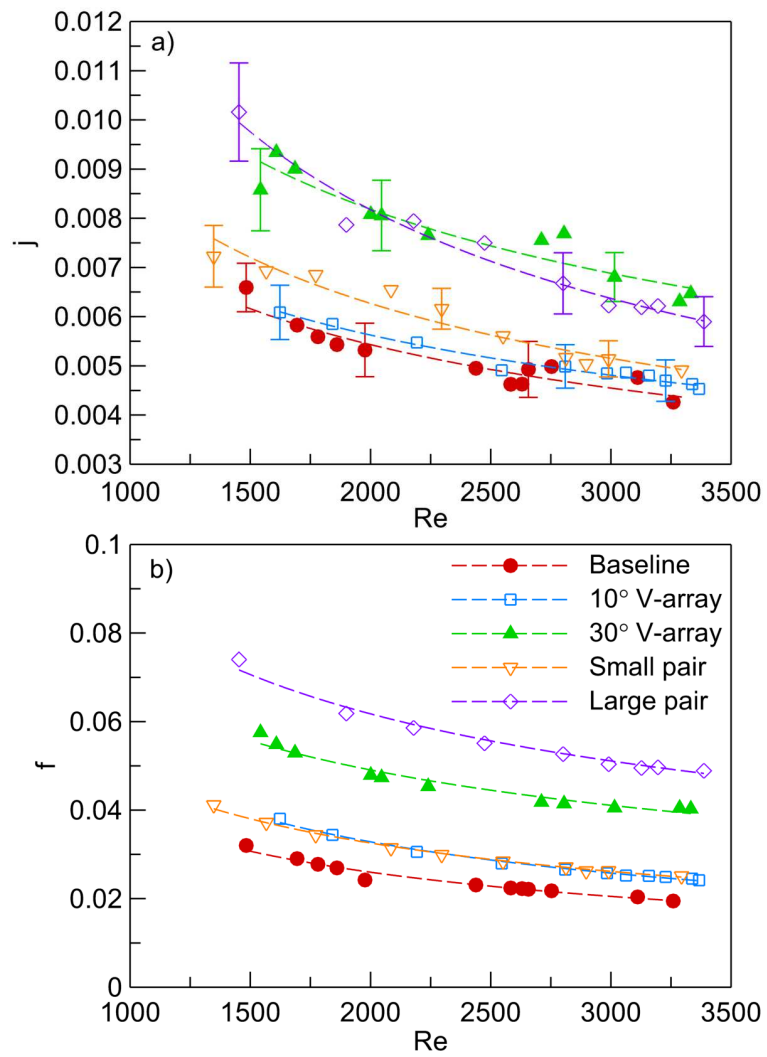 a)
0.012
0.011
0.010
0.009
0.008
0.007
0.006
0.005
0.004
0.003
j
1000 1500 2000 2500 3000 3500
Re
b)
0.1
0.08
0.06
0.04
0.02
0
f
Baseline
10° V-array
30° V-array
Small pair
Large pair
1000 1500 2000 2500 3000 3500
Re